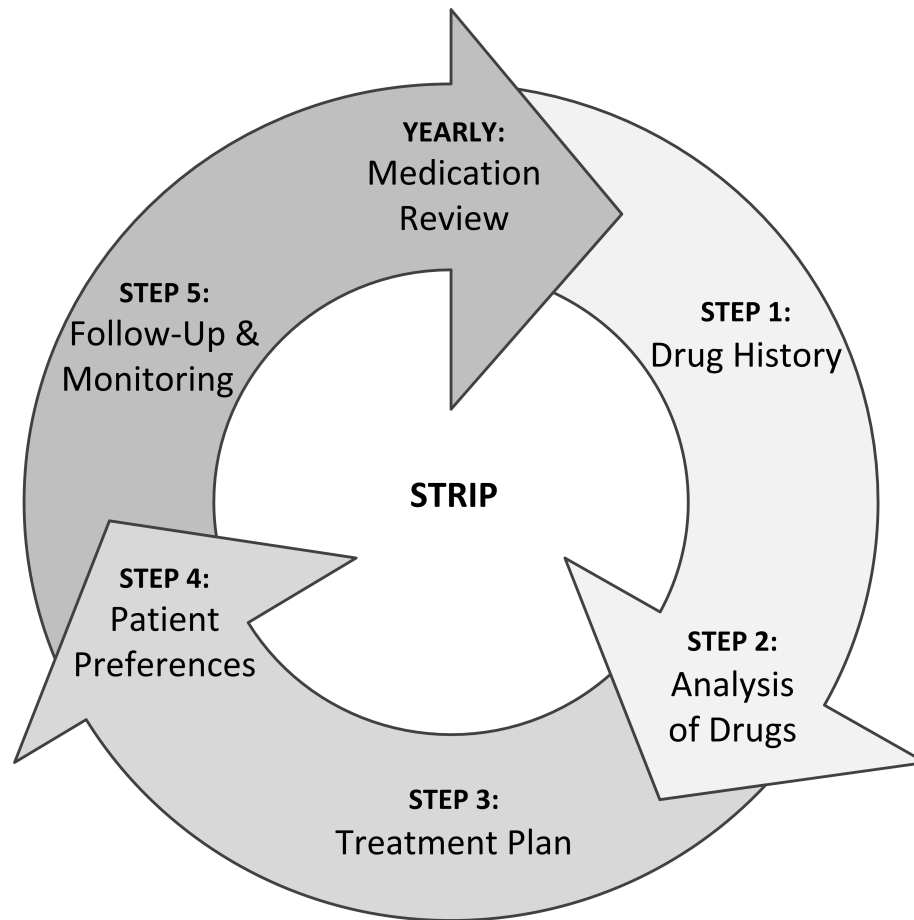 YEARLY:
Medication
Review
STEP 1:
Drug History
STEP 2:
Analysis
of Drugs
STEP 3:
Treatment Plan
STEP 4:
Patient
Preferences
STEP 5:
Follow-Up &
Monitoring
STRIP